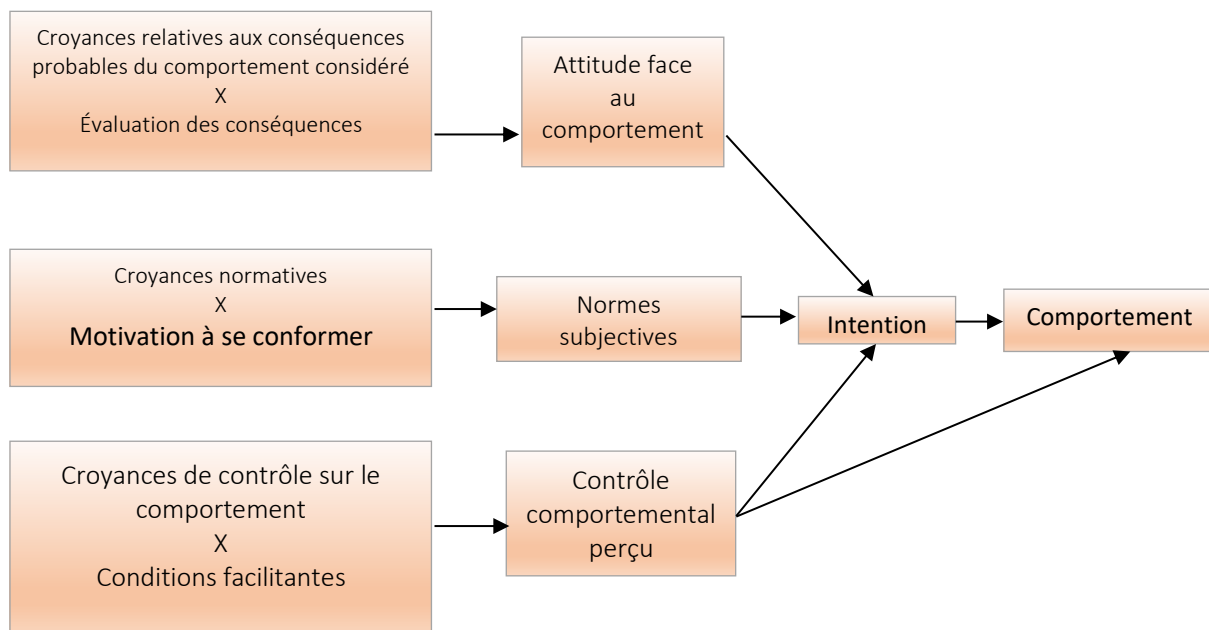 Croyances relatives aux conséquences
probables du comportement considéré
X
Évaluation des conséquences
Attitude face
au
comportement
Croyances normatives
X
Motivation à se conformer
Normes
subjectives
Intention
Comportement
Croyances de contrôle sur le
comportement
X
Conditions facilitantes
Contrôle
comportemental
perçu